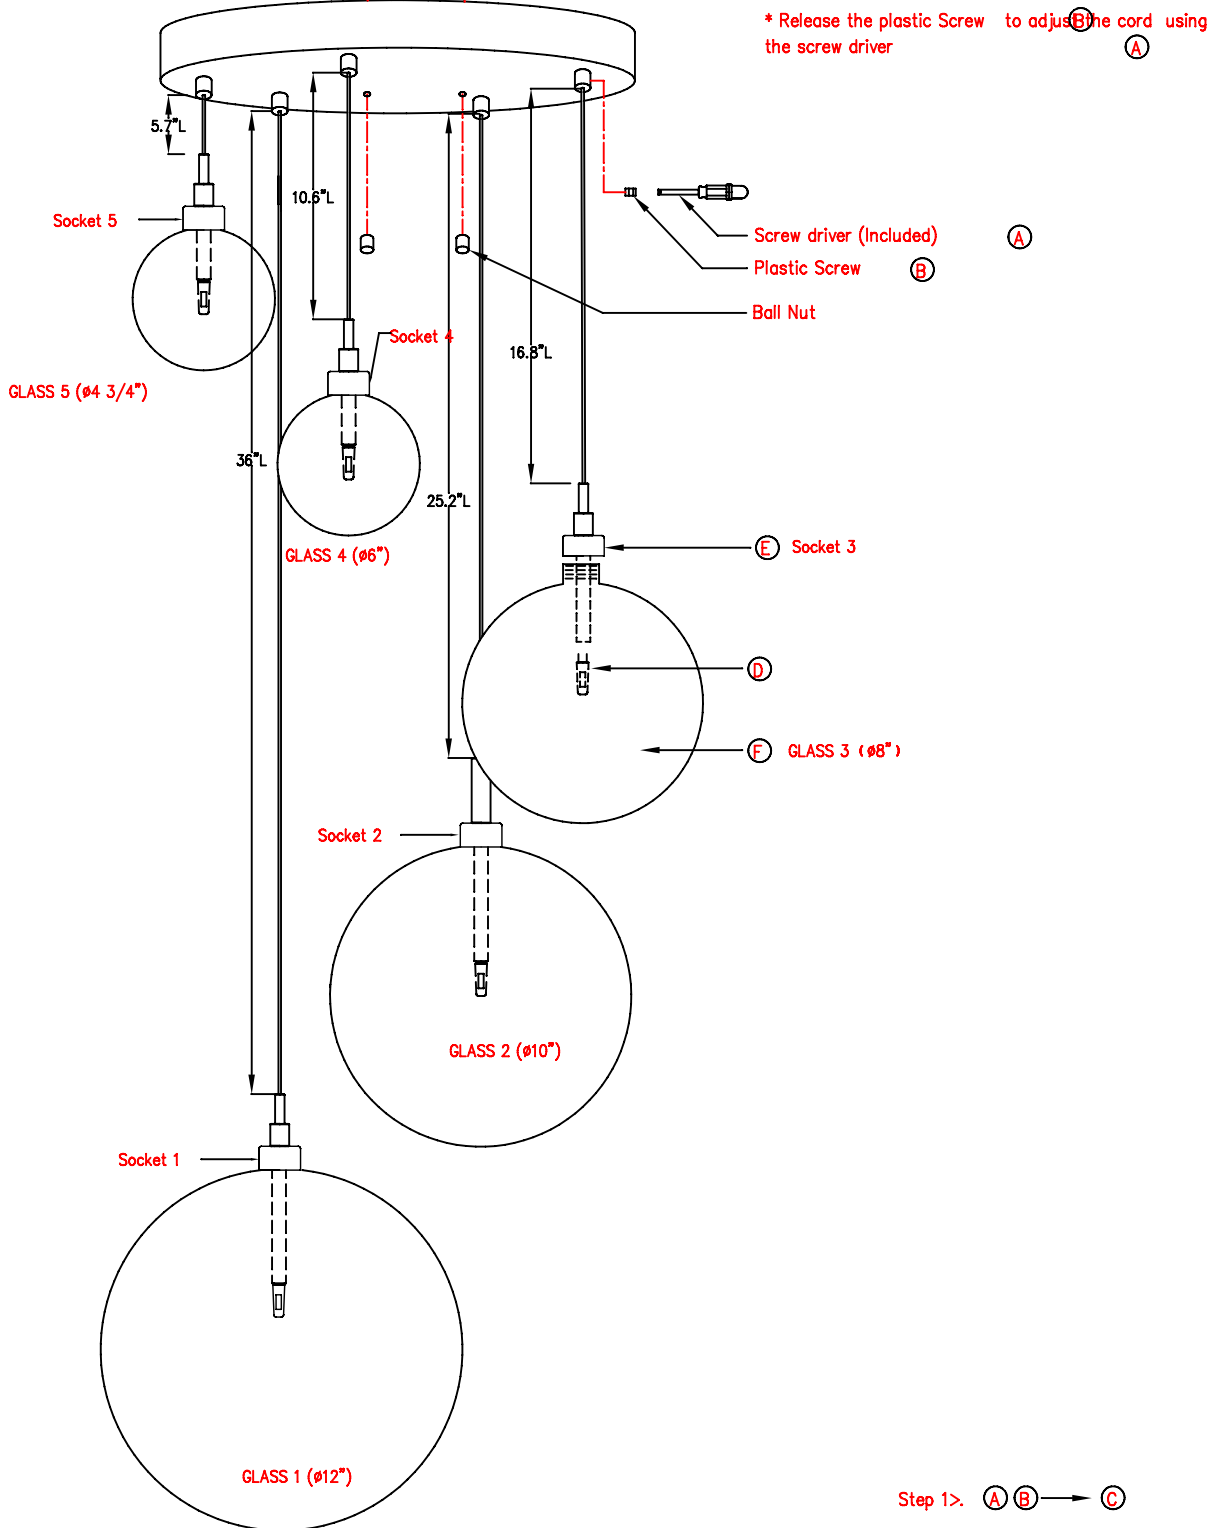 * Release the plastic Screw to adjust B the cord using
the screw driver A
5.7"L
10.6"L
Socket 5
Screw driver (Included) A
Plastic Screw B
Ball Nut
Socket 4
16.8"L
GLASS 5 (ø4 3/4")
36"L
25.2"L
GLASS 4 (ø6")
E Socket 3
D
F GLASS 3 (ø8")
Socket 2
GLASS 2 (ø10")
Socket 1
GLASS 1 (ø12")
Step 1>. A B C